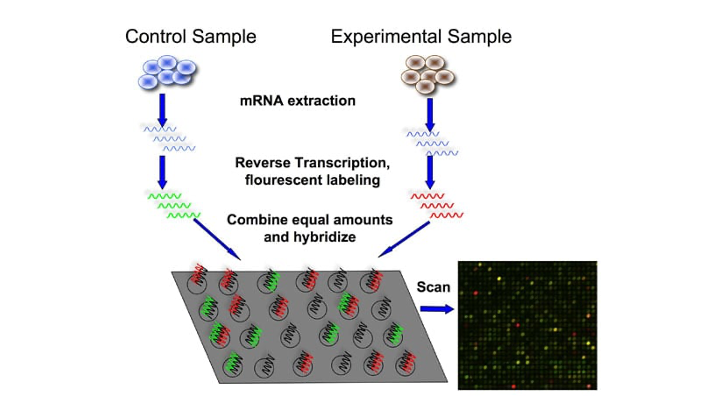 Control Sample
Experimental Sample
mRNA extraction
Reverse Transcription,
flourescent labeling
Combine equal amounts
and hybridize
Scan